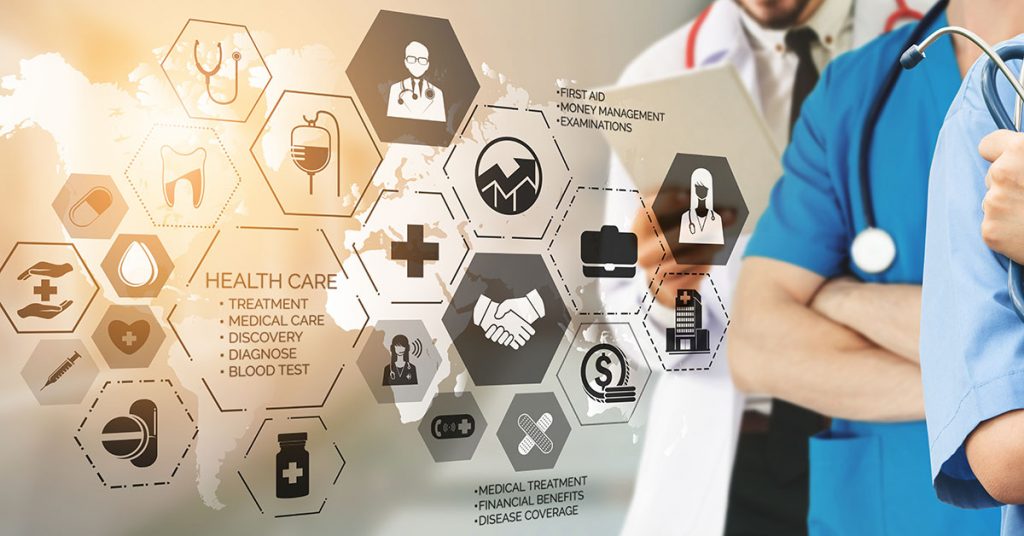 • FIRST AID
• MONEY MANAGEMENT
• EXAMINATIONS
HEALTH CARE
• TREATMENT
• MEDICAL CARE
• DISCOVERY
• DIAGNOSE
• BLOOD TEST
$
• MEDICAL TREATMENT
• FINANCIAL BENEFITS
• DISEASE COVERAGE